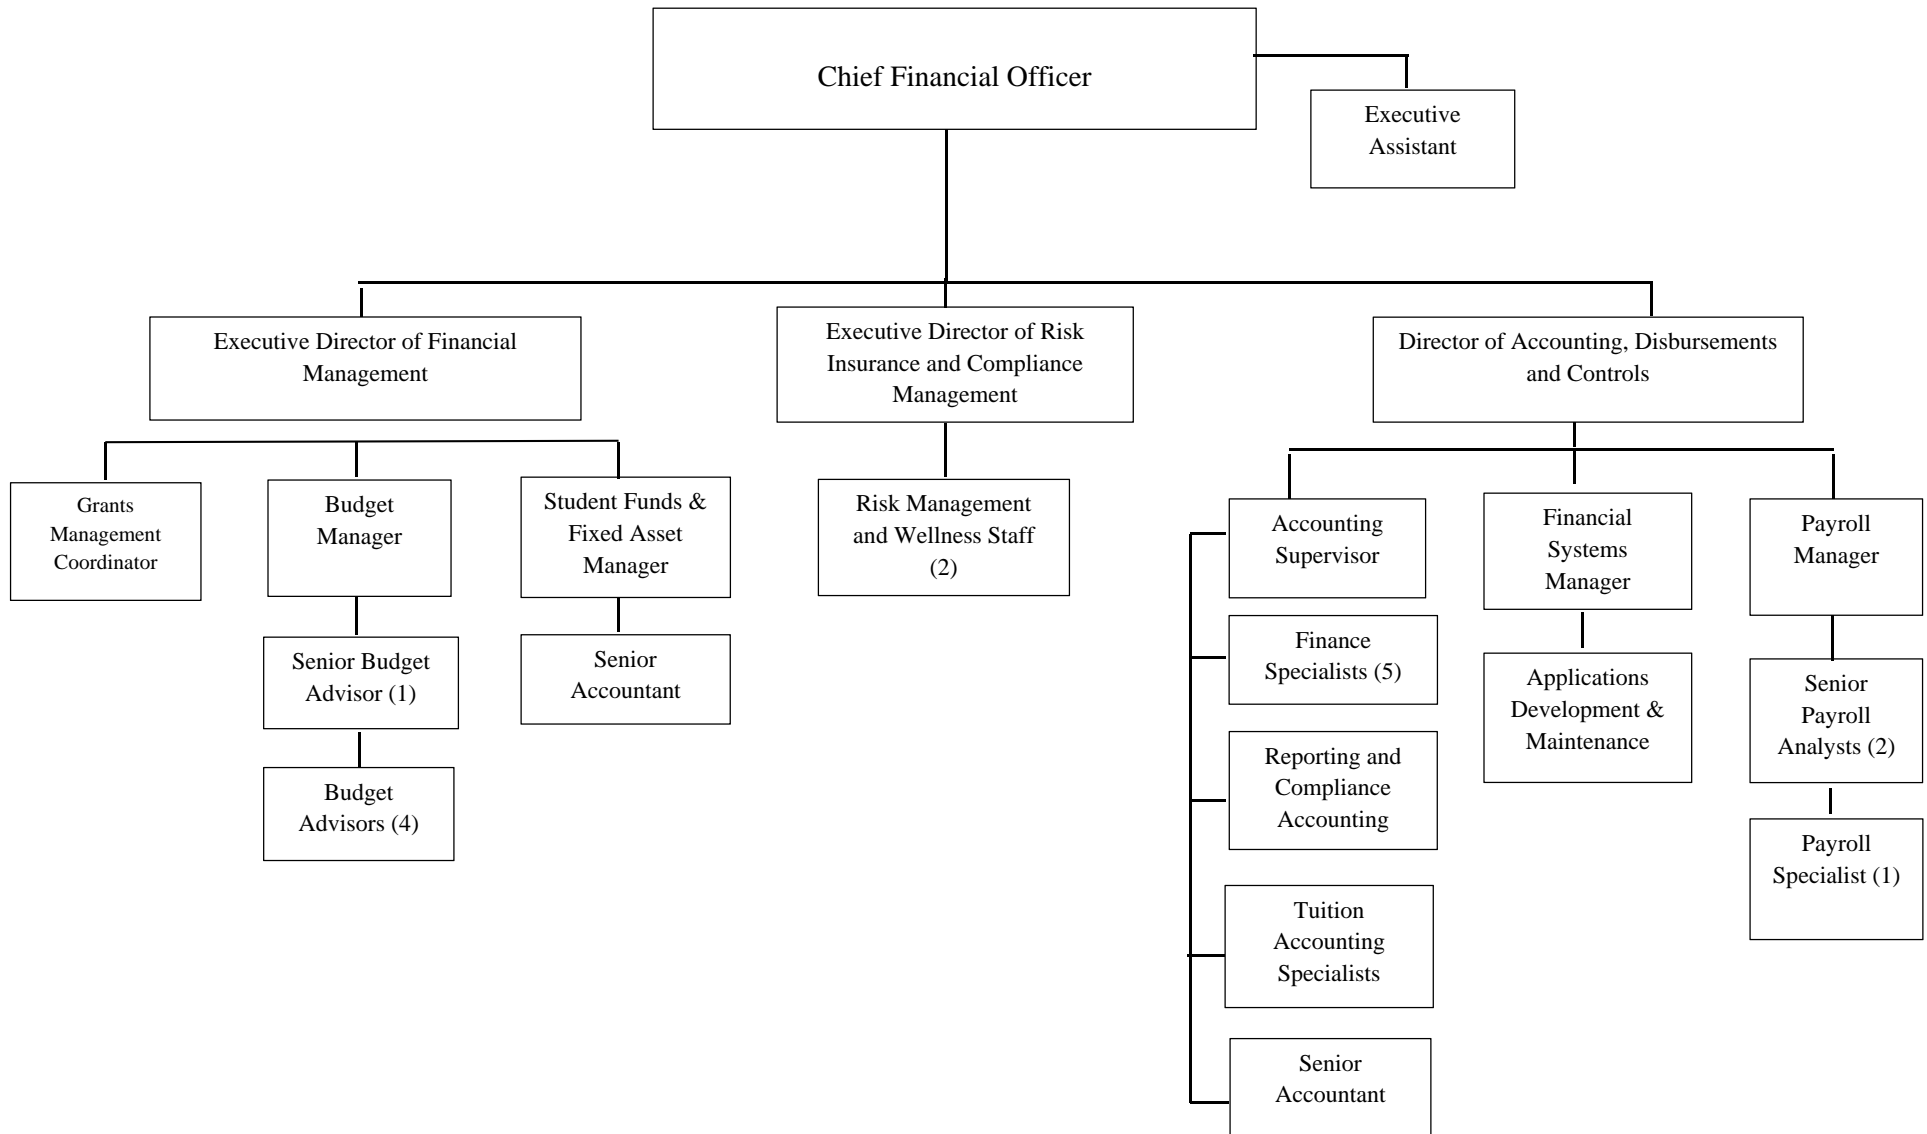 Chief Financial Officer
Executive
Assistant
Executive Director of Financial
Management
Executive Director of Risk
Insurance and Compliance
Management
Director of Accounting, Disbursements
and Controls
Grants
Management
Coordinator
Budget
Manager
Student Funds &
Fixed Asset
Manager
Risk Management
and Wellness Staff
(2)
Accounting
Supervisor
Financial
Systems
Manager
Payroll
Manager
Senior Budget
Advisor (1)
Senior
Accountant
Finance
Specialists (5)
Applications
Development &
Maintenance
Senior
Payroll
Analysts (2)
Budget
Advisors (4)
Reporting and
Compliance
Accounting
Payroll
Specialist (1)
Tuition
Accounting
Specialists
Senior
Accountant